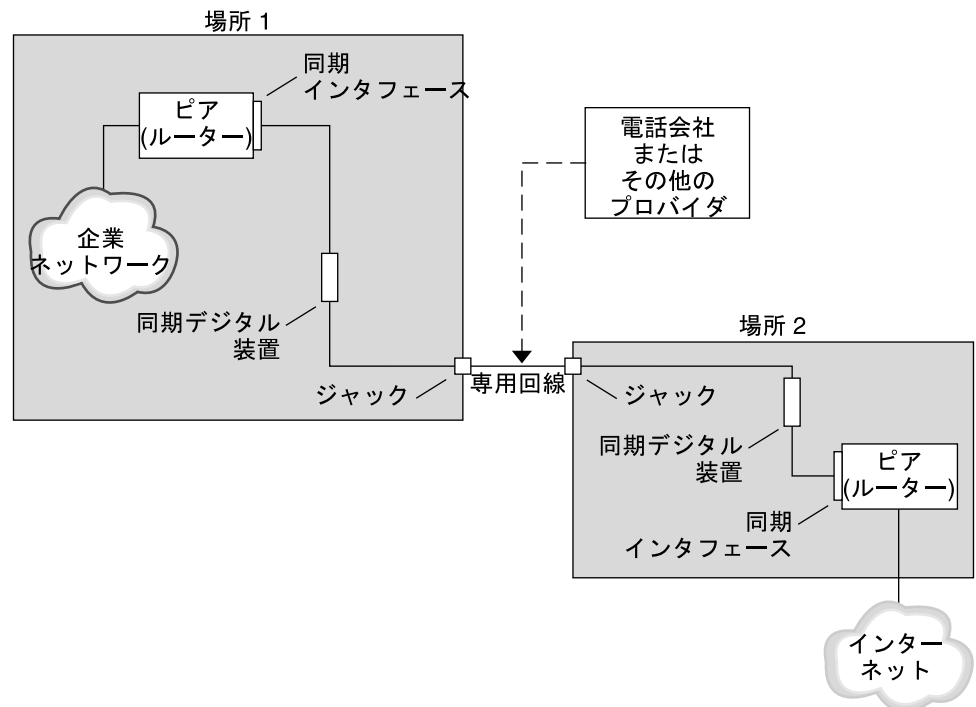 場所 1
同期
インタフェース
ピア
(ルーター)
企業
ネットワーク
同期デジタル
装置
ジャック
電話会社
または
その他の
プロバイダ
専用回線
場所 2
ジャック
同期デジタル
装置
ピア
(ルーター)
同期
インタフェース
インター
ネット